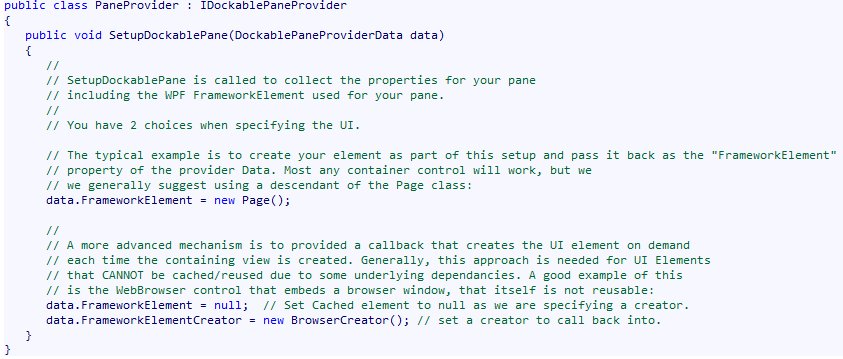 public class PaneProvider : IDockablePaneProvider
{
public void SetupDockablePane(DockablePaneProviderData data)
{
//
// SetupDockablePane is called to collect the properties for your pane
// including the WPF FrameworkElement used for your pane.
//
// You have 2 choices when specifying the UI.
// The typical example is to create your element as part of this setup and pass it back as the "FrameworkElement"
// property of the provider Data. Most any container control will work, but we
// we generally suggest using a descendant of the Page class:
data.FrameworkElement = new Page();
//
// A more advanced mechanism is to provided a callback that creates the UI element on demand
// each time the containing view is created. Generally, this approach is needed for UI Elements
// that CANNOT be cached/reused due to some underlying dependancies. A good example of this
// is the WebBrowser control that embeds a browser window, that itself is not reusable:
data.FrameworkElement = null;  // Set Cached element to null as we are specifying a creator.
data.FrameworkElementCreator = new BrowserCreator(); // set a creator to call back into.
}
}